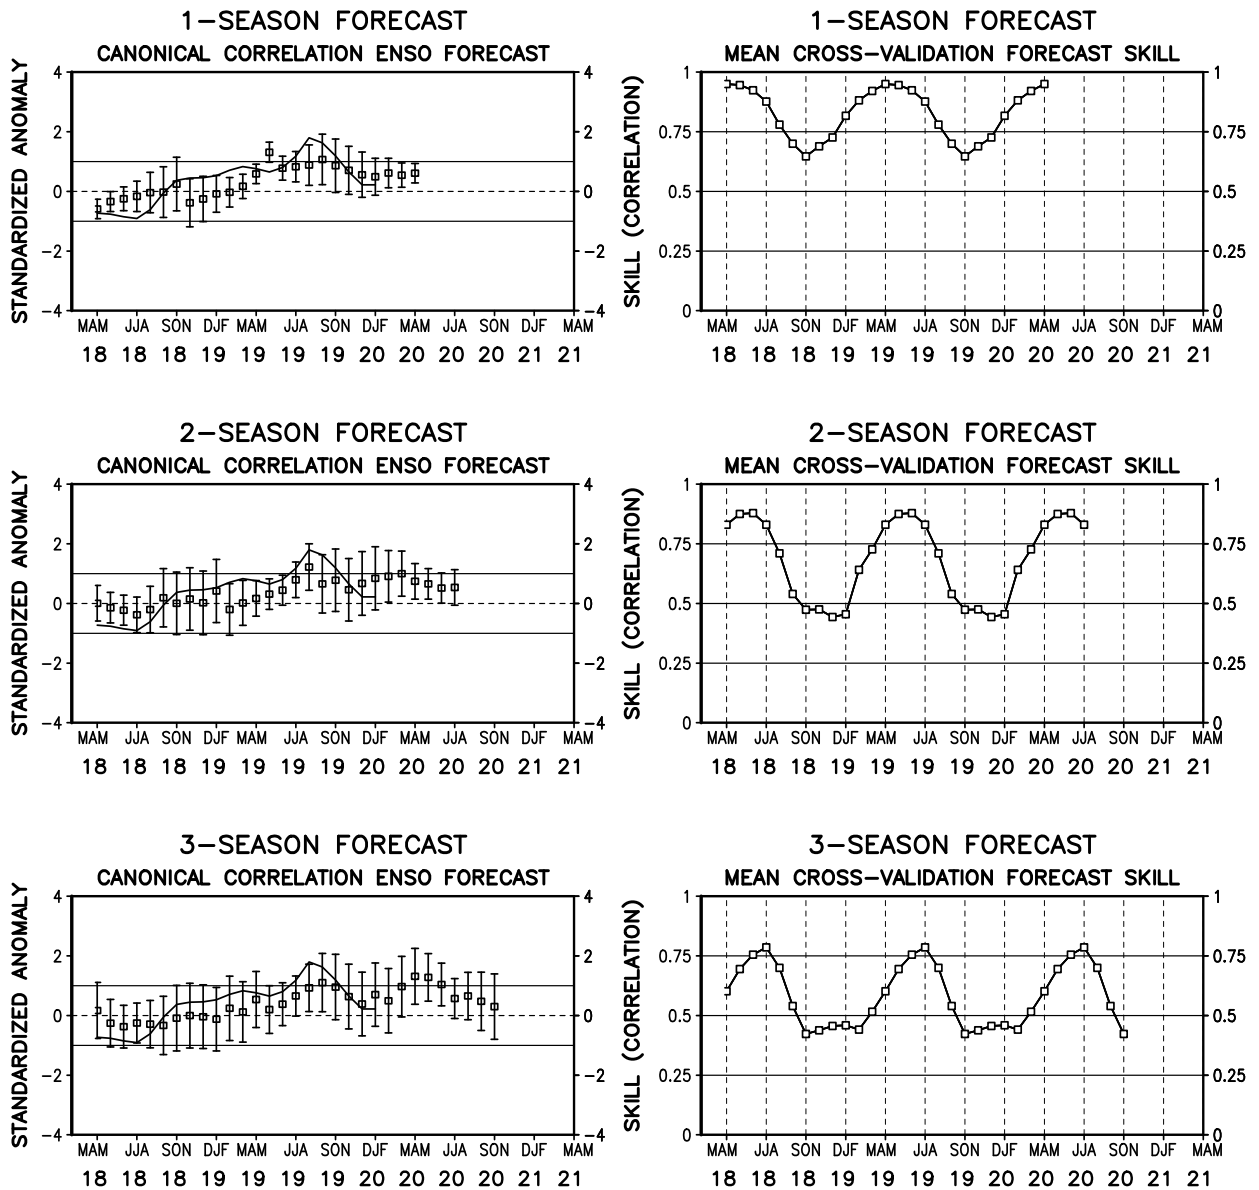 1-SEASON FORECAST
CANONICAL CORRELATION ENSO FORECAST
STANDARDIZED ANOMALY
4
2
0
-2
-4
4
2
0
-2
-4
MAM JJA SON DJF MAM JJA SON DJF MAM JJA SON DJF MAM
18 18 18 19 19 19 19 20 20 20 20 21 21
1-SEASON FORECAST
MEAN CROSS-VALIDATION FORECAST SKILL
SKILL (CORRELATION)
1
0.75
0.5
0.25
0
1
0.75
0.5
0.25
0
MAM JJA SON DJF MAM JJA SON DJF MAM JJA SON DJF MAM
18 18 18 19 19 19 19 20 20 20 20 21 21
2-SEASON FORECAST
CANONICAL CORRELATION ENSO FORECAST
STANDARDIZED ANOMALY
4
2
0
-2
-4
4
2
0
-2
-4
MAM JJA SON DJF MAM JJA SON DJF MAM JJA SON DJF MAM
18 18 18 19 19 19 19 20 20 20 20 21 21
2-SEASON FORECAST
MEAN CROSS-VALIDATION FORECAST SKILL
SKILL (CORRELATION)
1
0.75
0.5
0.25
0
1
0.75
0.5
0.25
0
MAM JJA SON DJF MAM JJA SON DJF MAM JJA SON DJF MAM
18 18 18 19 19 19 19 20 20 20 20 21 21
3-SEASON FORECAST
CANONICAL CORRELATION ENSO FORECAST
STANDARDIZED ANOMALY
4
2
0
-2
-4
4
2
0
-2
-4
MAM JJA SON DJF MAM JJA SON DJF MAM JJA SON DJF MAM
18 18 18 19 19 19 19 20 20 20 20 21 21
3-SEASON FORECAST
MEAN CROSS-VALIDATION FORECAST SKILL
SKILL (CORRELATION)
1
0.75
0.5
0.25
0
1
0.75
0.5
0.25
0
MAM JJA SON DJF MAM JJA SON DJF MAM JJA SON DJF MAM
18 18 18 19 19 19 19 20 20 20 20 21 21